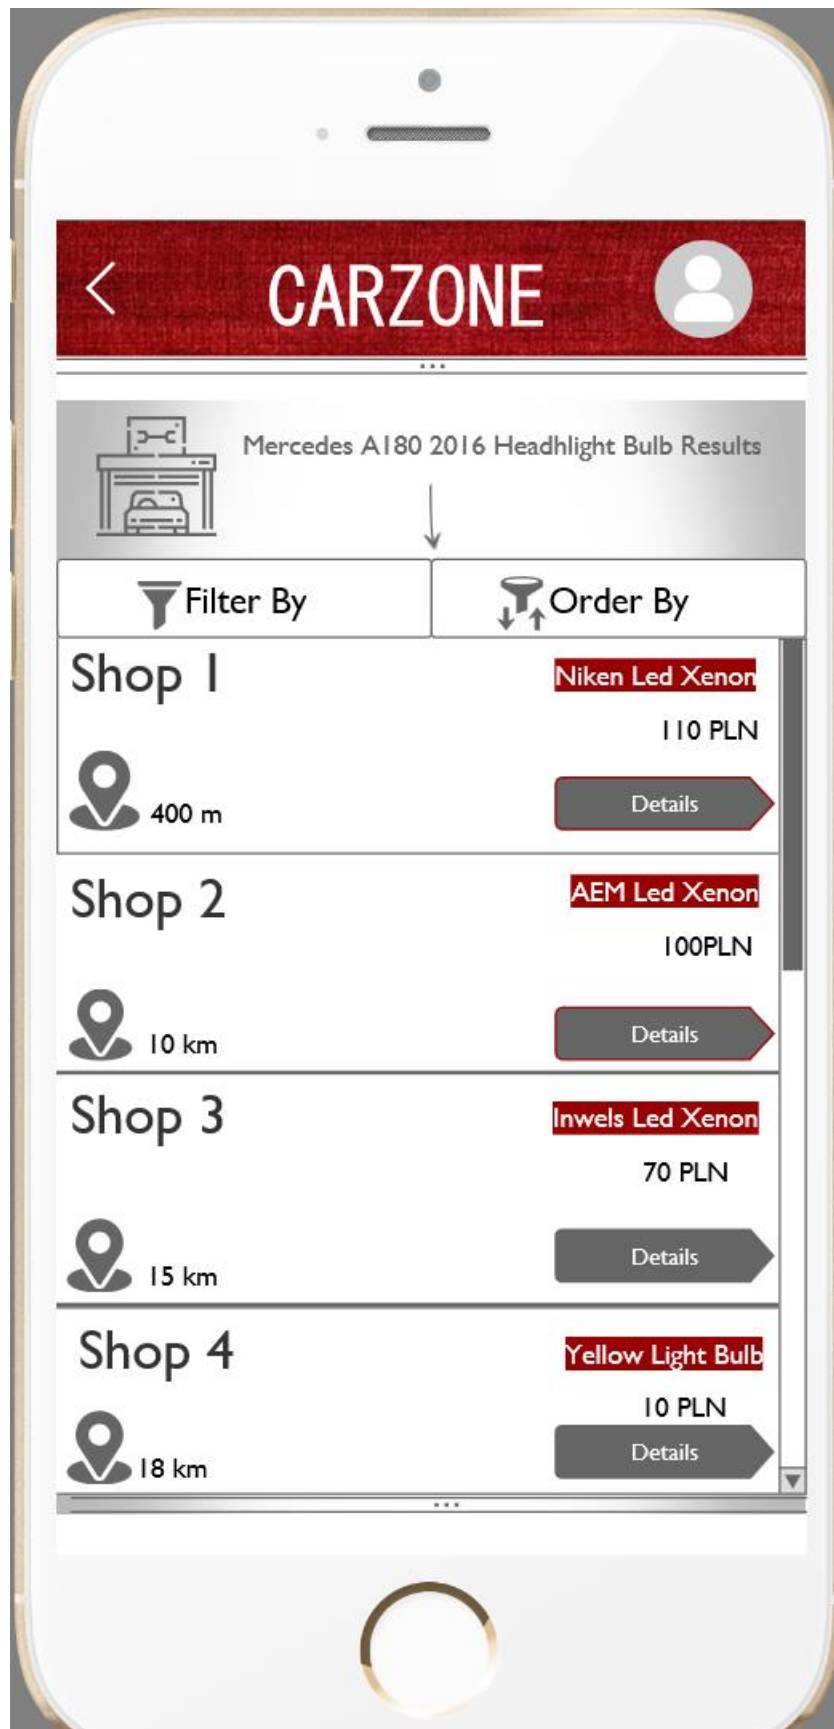 CARZONE
Mercedes A180 2016 Headhlight Bulb Results
Filter By
Order By
Shop 1
Niken Led Xenon
110 PLN
400 m
Details
Shop 2
AEM Led Xenon
100PLN
10 km
Details
Shop 3
Inwels Led Xenon
70 PLN
15 km
Details
Shop 4
Yellow Light Bulb
10 PLN
18 km
Details